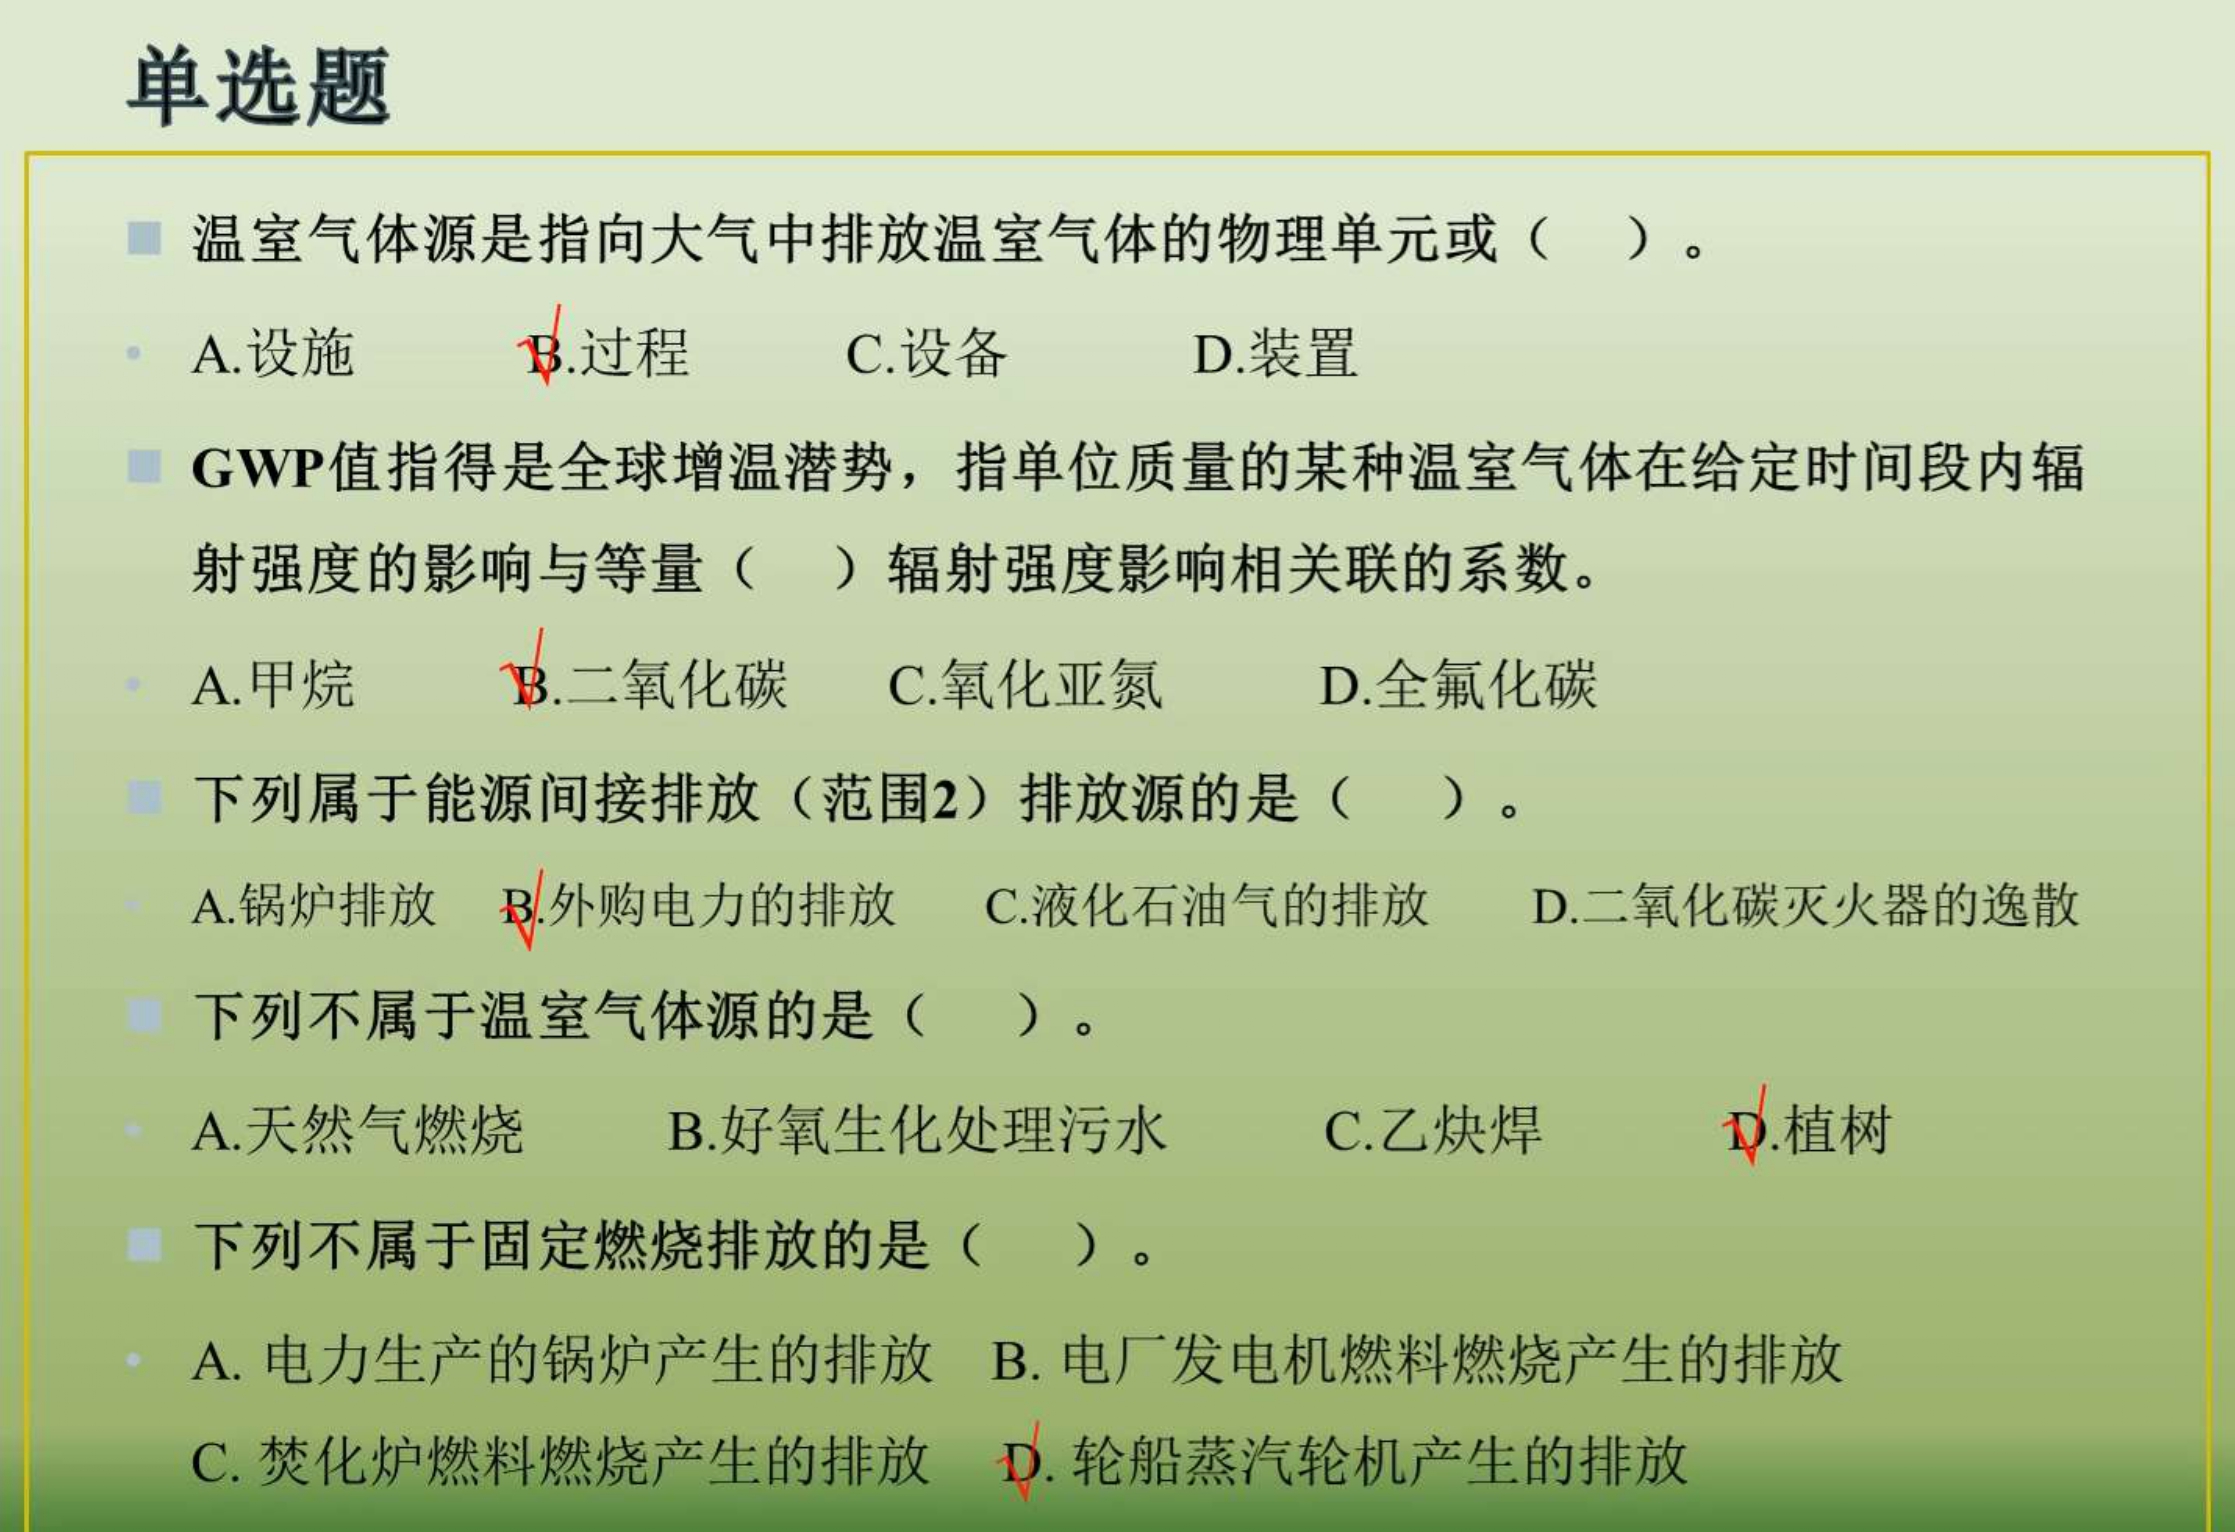 单选题
温室气体源是指向大气中排放温室气体的物理单元或（ ）。
A.设施 B.过程 C.设备 D.装置
GWP值指得是全球增温潜势，指单位质量的某种温室气体在给定时间段内辐
射强度的影响与等量（ ）辐射强度影响相关联的系数。
A.甲烷 B.二氧化碳 C.氧化亚氮 D.全氟化碳
下列属于能源间接排放（范围2）排放源的是（ ）。
A.锅炉排放 B.外购电力的排放 C.液化石油气的排放 D.二氧化碳灭火器的逸散
下列不属于温室气体源的是（ ）。
A.天然气燃烧 B.好氧生化处理污水 C.乙炔焊 D.植树
下列不属于固定燃烧排放的是（ ）。
A. 电力生产的锅炉产生的排放 B. 电厂发电机燃料燃烧产生的排放
C. 焚化炉燃料燃烧产生的排放 D. 轮船蒸汽轮机产生的排放